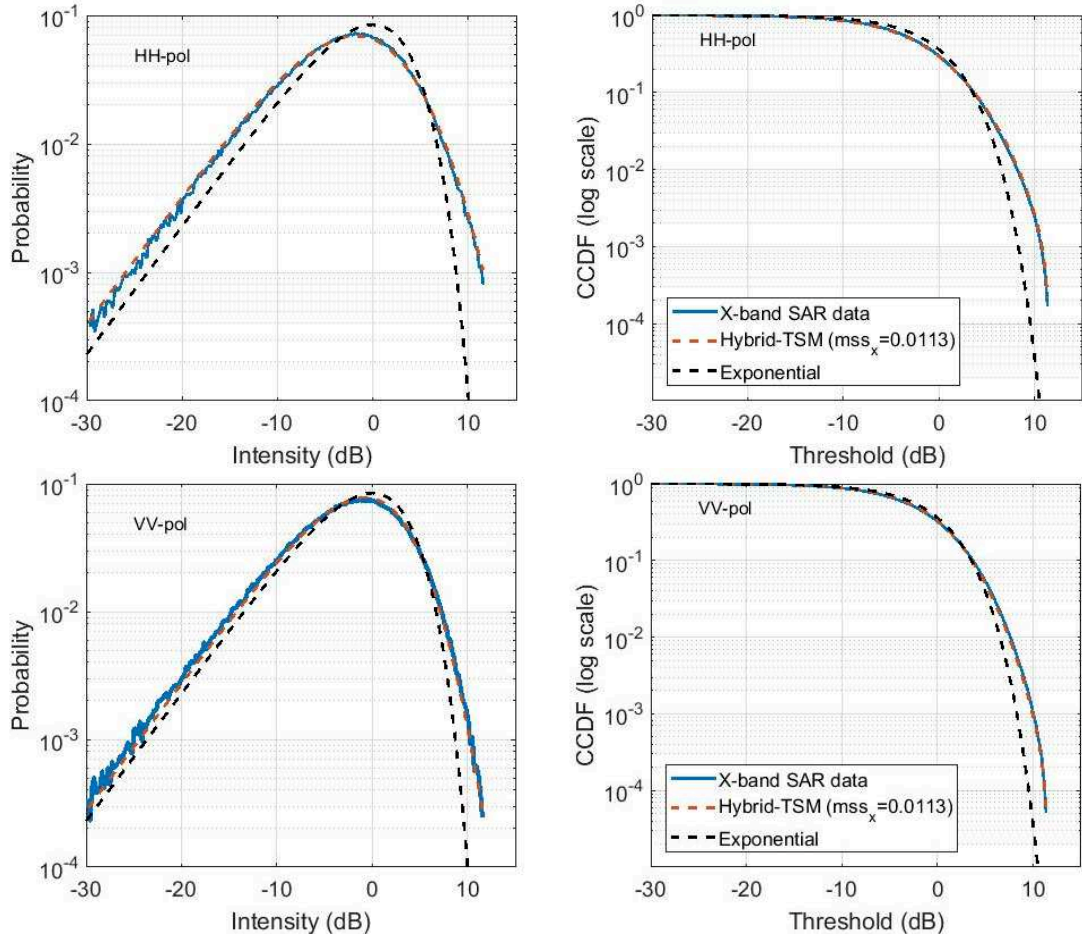 10^-1
10^-2
10^-3
10^-4
Probability
HH-pol
-30 -20 -10 0 10
Intensity (dB)
10^0
10^-1
10^-2
10^-3
10^-4
CCDF (log scale)
HH-pol
X-band SAR data
Hybrid-TSM (mss_x=0.0113)
Exponential
-30 -20 -10 0 10
Threshold (dB)
10^-1
10^-2
10^-3
10^-4
Probability
VV-pol
-30 -20 -10 0 10
Intensity (dB)
10^0
10^-1
10^-2
10^-3
10^-4
CCDF (log scale)
VV-pol
X-band SAR data
Hybrid-TSM (mss_x=0.0113)
Exponential
-30 -20 -10 0 10
Threshold (dB)